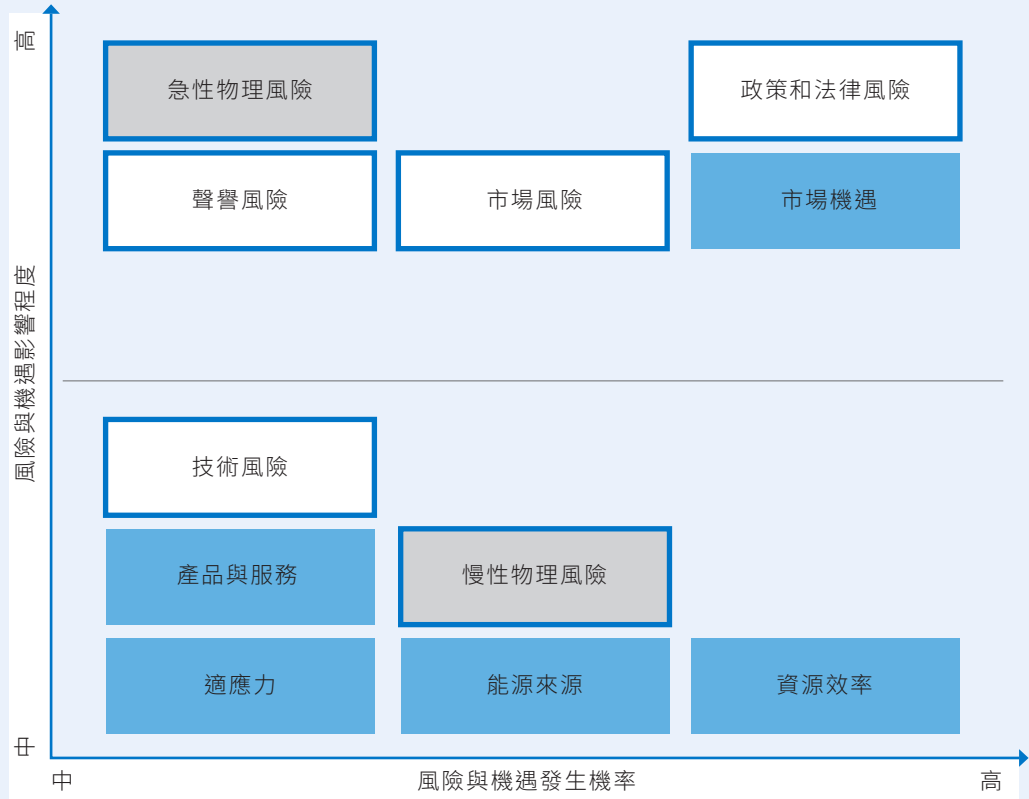 高
急性物理風險
政策和法律風險
聲譽風險
市場風險
市場機遇
風險與機遇影響程度
技術風險
產品與服務
慢性物理風險
適應力
能源來源
資源效率
中
中
風險與機遇發生機率
高